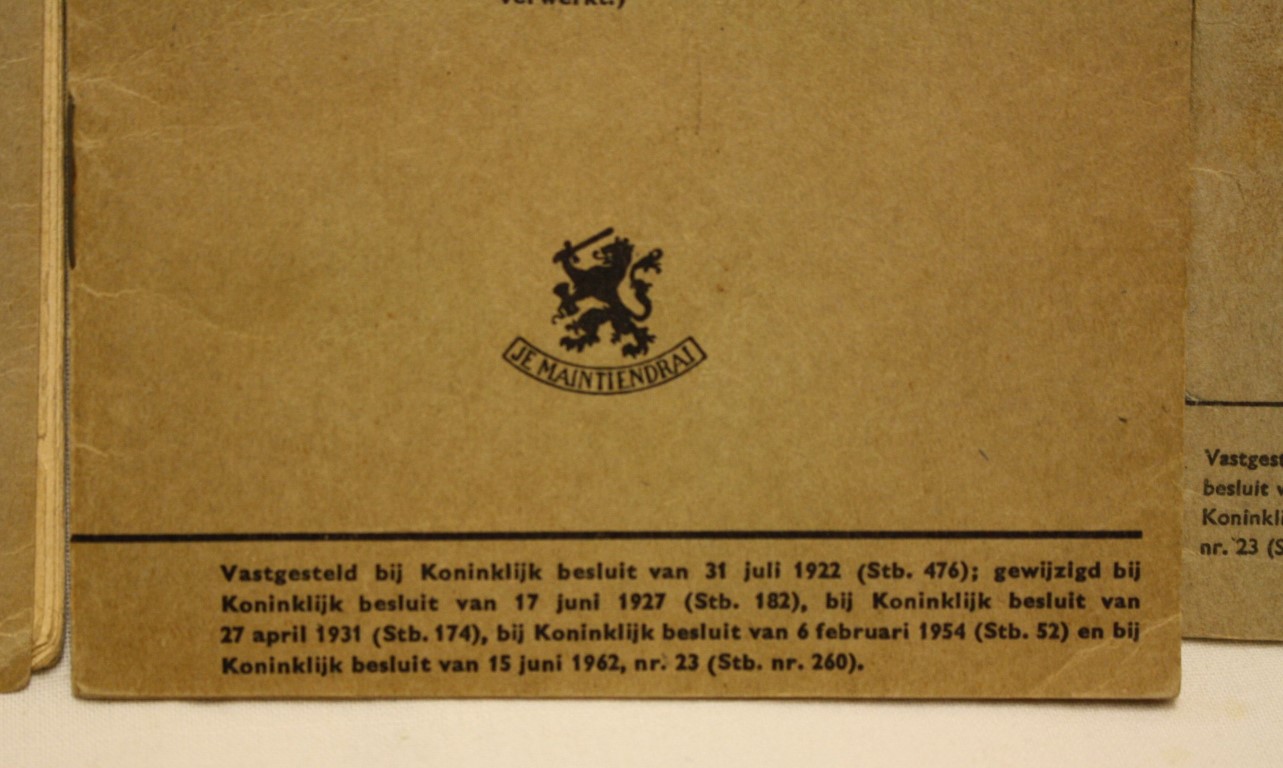 verwerkt.)
JE MAINTIENDRAI
Vastgesteld bij Koninklijk besluit van 31 juli 1922 (Stb. 476); gewijzigd bij
Koninklijk besluit van 17 juni 1927 (Stb. 182), bij Koninklijk besluit van
27 april 1931 (Stb. 174), bij Koninklijk besluit van 6 februari 1954 (Stb. 52) en bij
Koninklijk besluit van 15 juni 1962, nr. 23 (Stb. nr. 260).
besluit
nr. 23